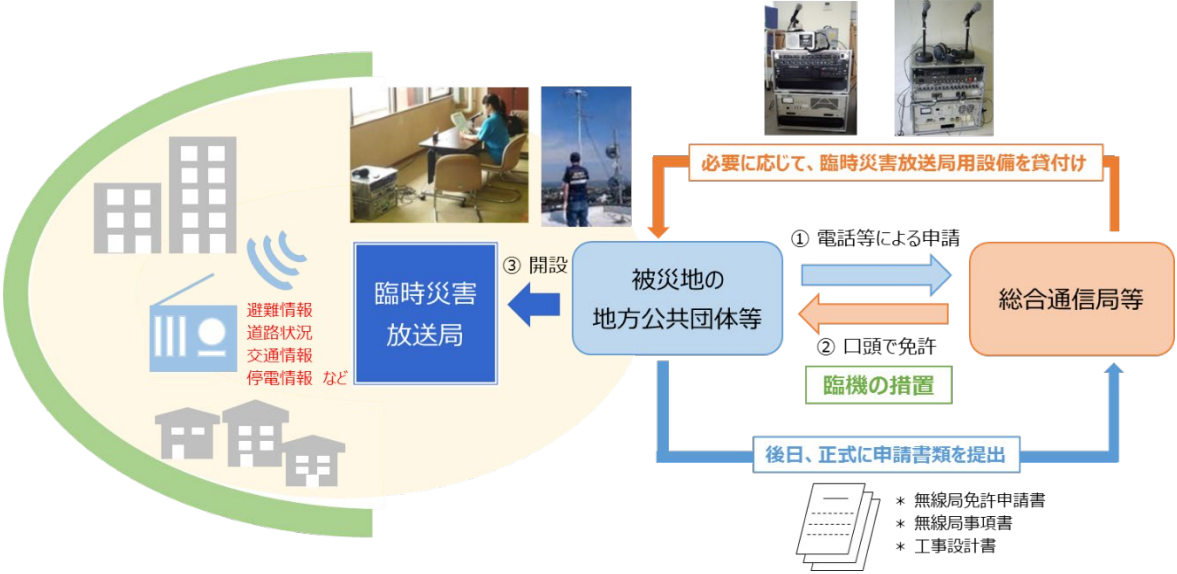 必要に応じて、臨時災害放送局用設備を貸付け
① 電話等による申請
③ 開設
被災地の
地方公共団体等
総合通信局等
臨時災害
放送局
避難情報
道路状況
交通情報
停電情報 など
② 口頭で免許
臨機の措置
後日、正式に申請書類を提出
* 無線局免許申請書
* 無線局事項書
* 工事設計書